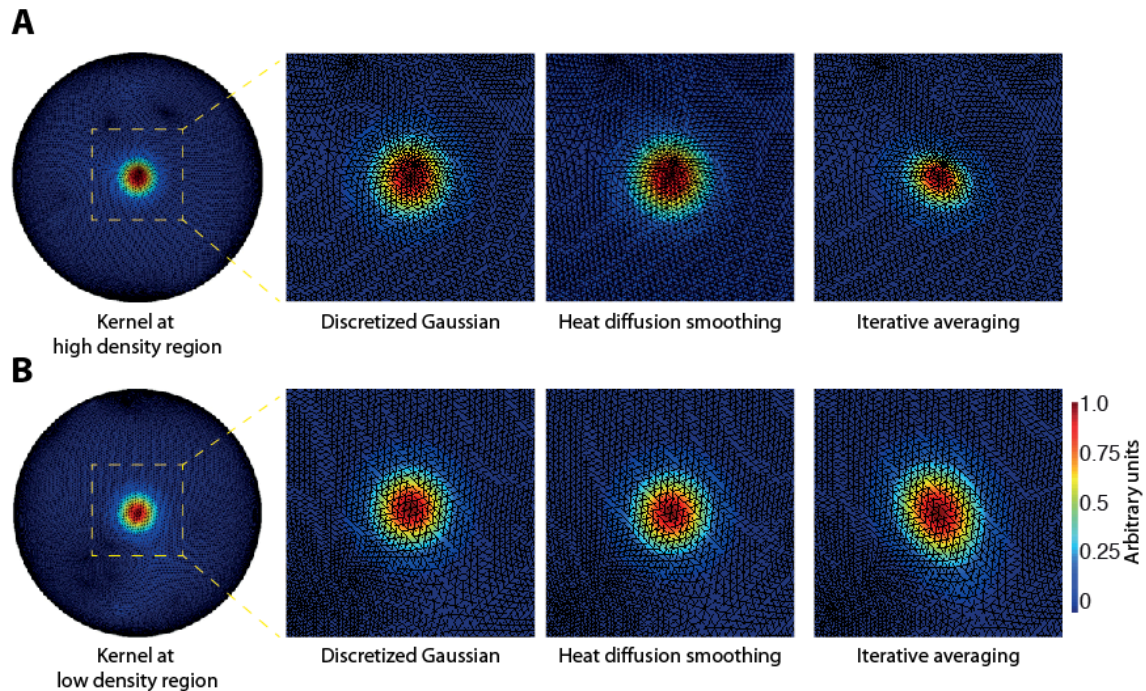 A
Kernel at
high density region
Discretized Gaussian
Heat diffusion smoothing
Iterative averaging
B
1.0
0.75
0.5
0.25
0
Arbitrary units
Kernel at
low density region
Discretized Gaussian
Heat diffusion smoothing
Iterative averaging